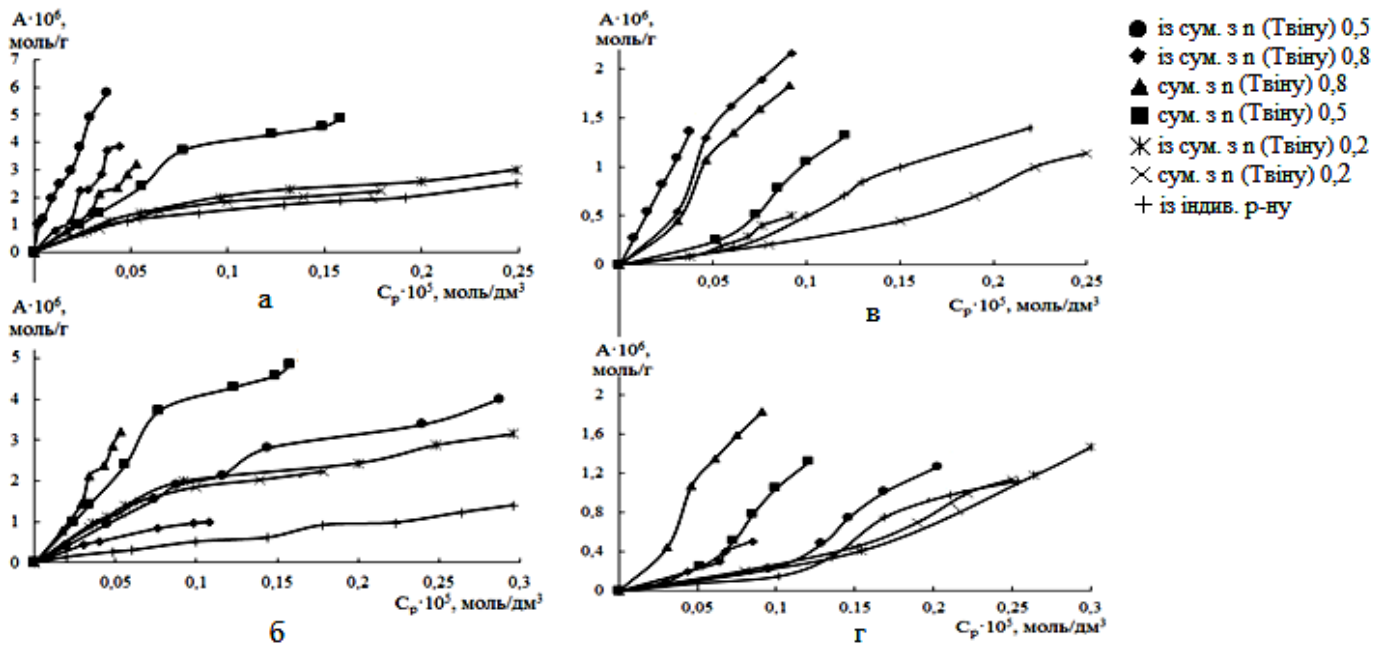 А·10⁶,
моль/г
7
6
5
4
3
2
1
0
0,05
0,1
0,15
0,2
0,25
Cₚ·10⁵, моль/дм³
а
А·10⁶,
моль/г
2
1,5
1
0,5
0
0,05
0,1
0,15
0,2
0,25
Cₚ·10⁵, моль/дм³
в
із сум. з n (Твіну) 0,5
із сум. з n (Твіну) 0,8
сум. з n (Твіну) 0,8
сум. з n (Твіну) 0,5
із сум. з n (Твіну) 0,2
сум. з n (Твіну) 0,2
із індив. р-ну
А·10⁶,
моль/г
5
4
3
2
1
0
0,05
0,1
0,15
0,2
0,25
0,3
Cₚ·10⁵, моль/дм³
б
А·10⁶,
моль/г
2
1,6
1,2
0,8
0,4
0
0,05
0,1
0,15
0,2
0,25
0,3
Cₚ·10⁵, моль/дм³
г